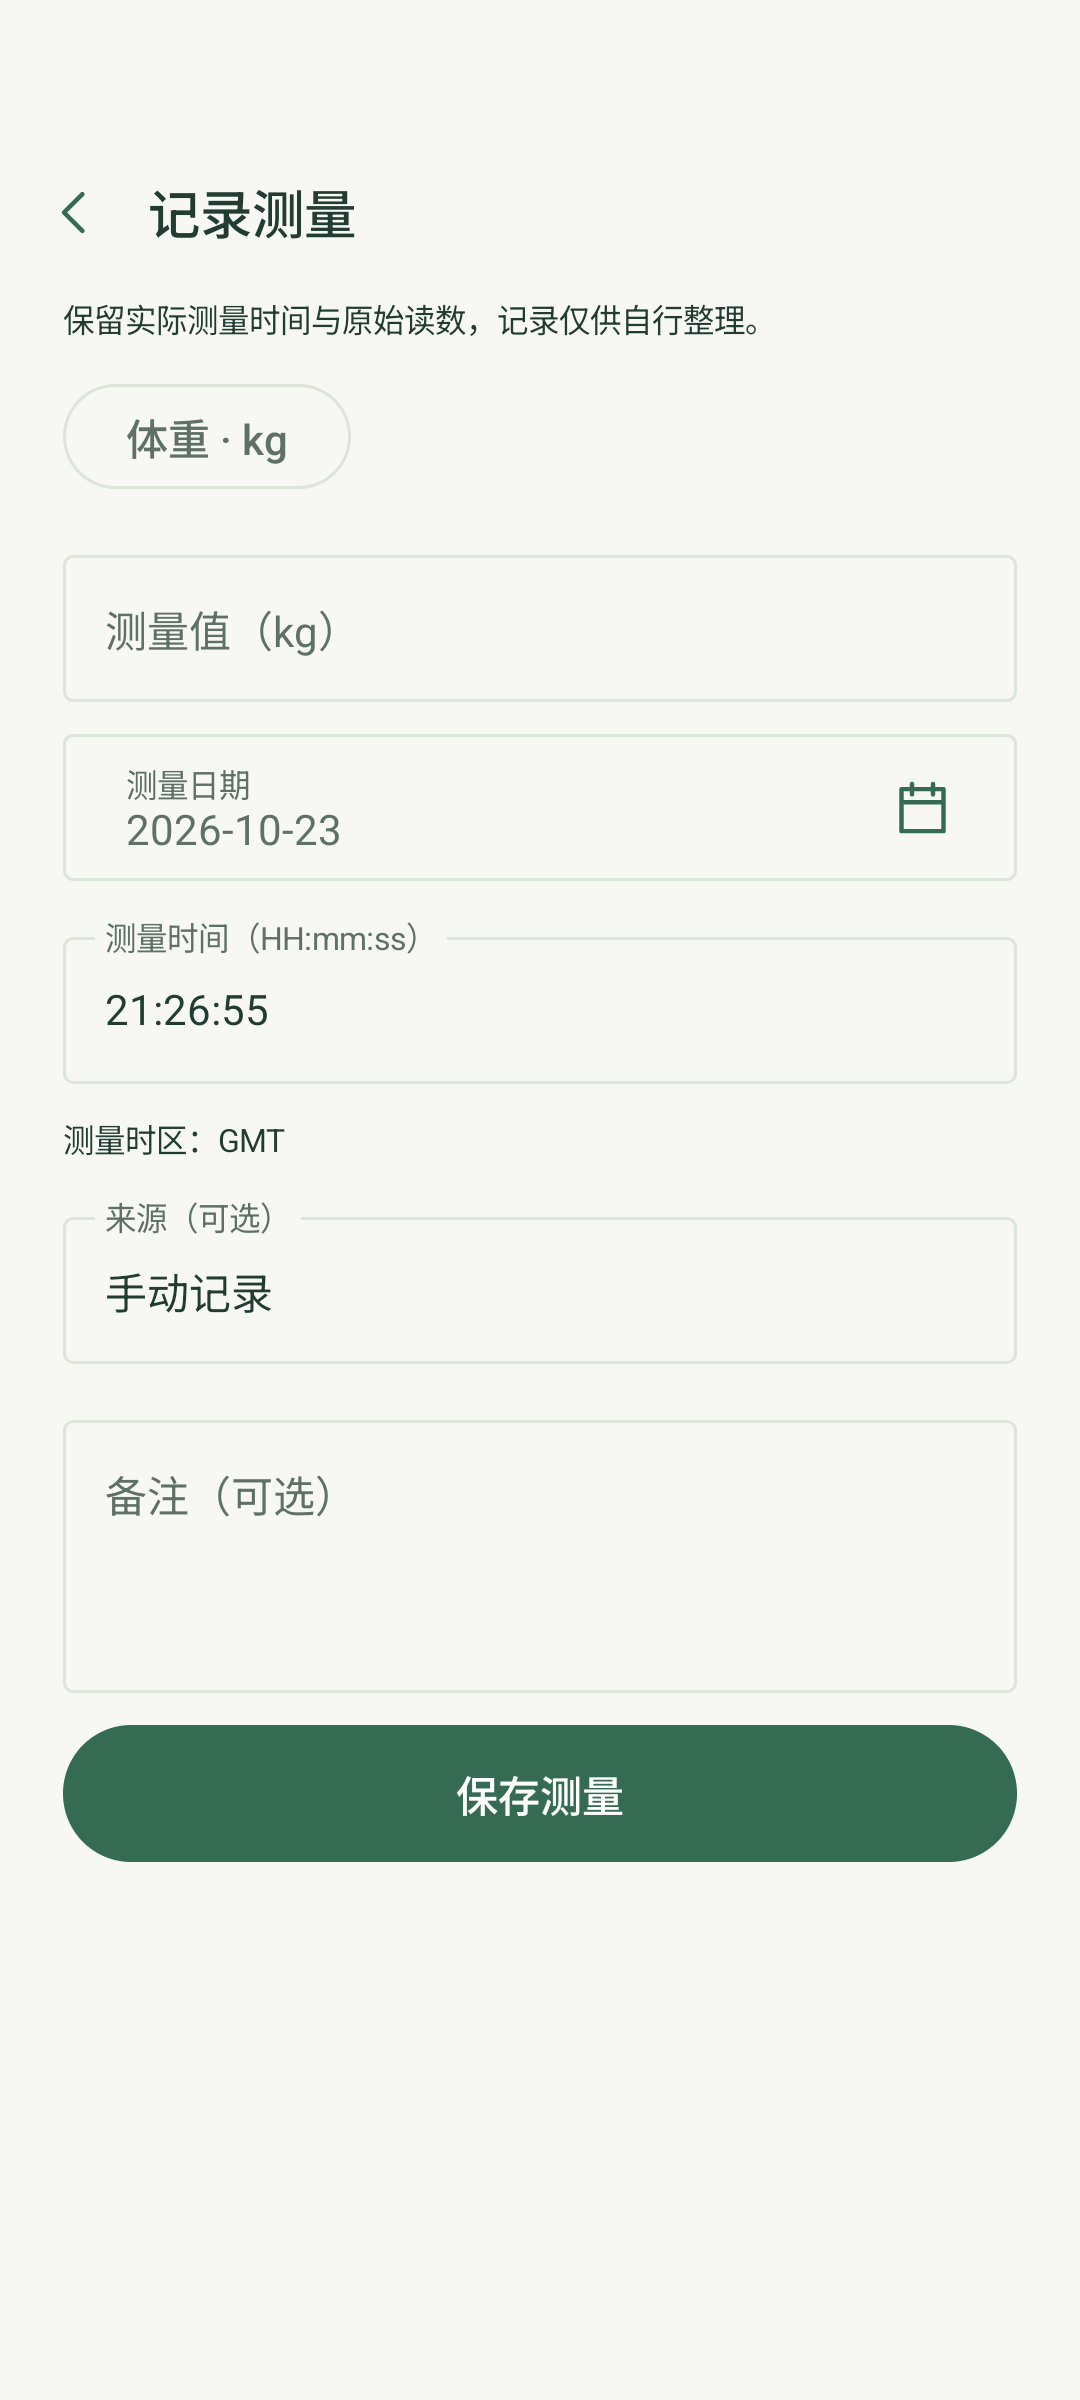 记录测量
保留实际测量时间与原始读数，记录仅供自行整理。
体重 · kg
测量值（kg）
测量日期
2026-10-23
测量时间（HH:mm:ss）
21:26:55
测量时区：GMT
来源（可选）
手动记录
备注（可选）
保存测量